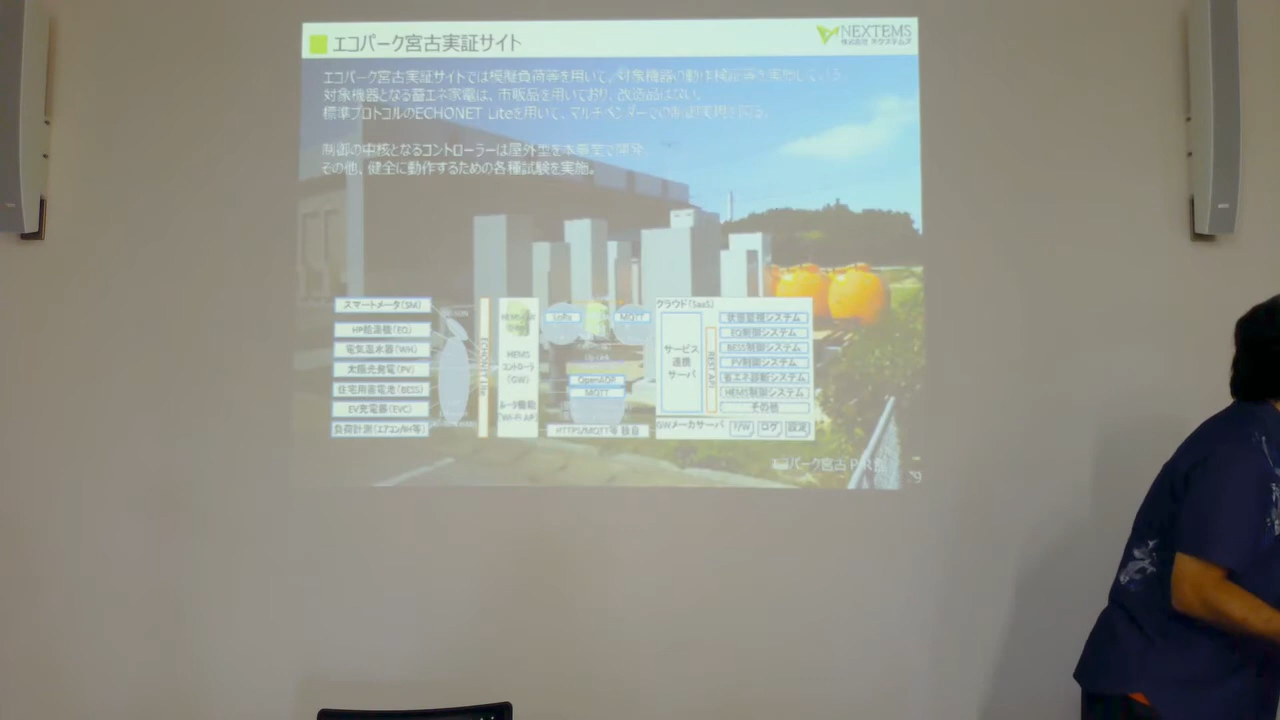 エコパーク宮古実証サイト
NEXTEMS
株式会社 ネクステムズ
エコパーク宮古実証サイトでは模擬負荷等を用いて、対象機器の動作検証等を実施している
対象機器となる蓄エネ家電は、市販品を用いており、改造品はない。
標準プロトコルのECHONET Liteを用いて、マルチベンダーでの制御実現を図る。
制御の中核となるコントローラーは屋外型を本事業で開発。
その他、健全に動作するための各種試験を実施。
スマートメータ(SM)
HP給湯機(EQ)
電気温水器(WH)
太陽光発電(PV)
住宅用蓄電池(BESS)
EV充電器(EVC)
負荷計測(エアコン/IH等)
ECHONET Lite
HEMS
コントローラ
(GW)
ルータ機能
(Wi-Fi AP)
LoRa
MQTT
OpenADR
MQTT
HTTPS/MQTT等 独自
クラウド(SaaS)
サービス
連携
サーバ
REST API
状態監視システム
EQ制御システム
BESS制御システム
PV制御システム
省エネ診断システム
HEMS制御システム
その他
GWメーカサーバ
F/W
ログ
設定
エコパーク宮古 PR館
9